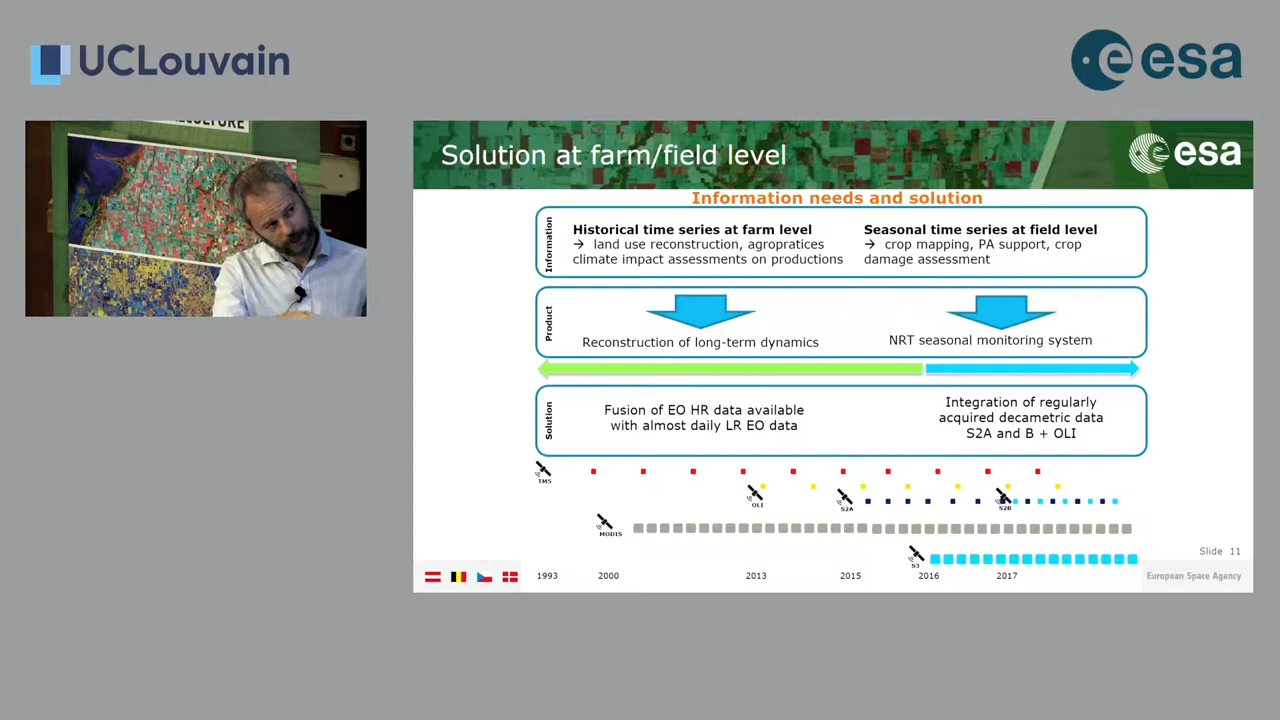 UCLouvain
esa
CULTURE
Solution at farm/field level
esa
Information needs and solution
Information
Historical time series at farm level
→ land use reconstruction, agropratices
climate impact assessments on productions
Seasonal time series at field level
→ crop mapping, PA support, crop
damage assessment
Product
Reconstruction of long-term dynamics
NRT seasonal monitoring system
Solution
Fusion of EO HR data available
with almost daily LR EO data
Integration of regularly
acquired decametric data
S2A and B + OLI
TM5
OLI
S2A
S2B
MODIS
S3
Slide 11
1993
2000
2013
2015
2016
2017
European Space Agency